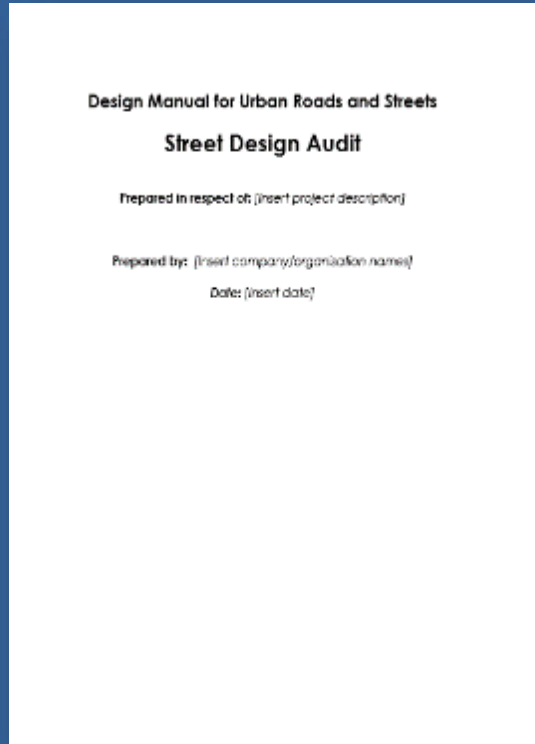 Design Manual for Urban Roads and Streets
Street Design Audit
Prepared in respect of: [insert project description]
Prepared by: [insert company/organisation names]
Date: [insert date]